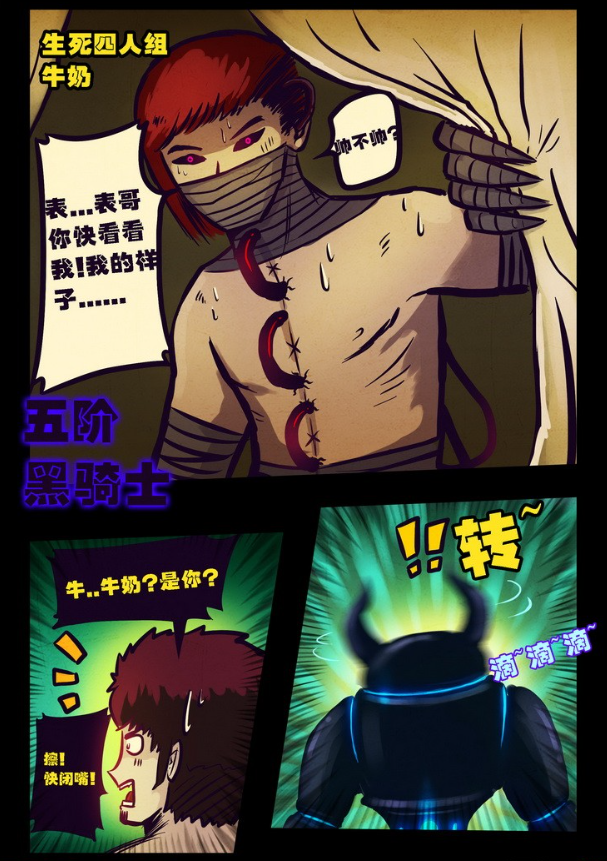 生死四人组
牛奶
帅不帅?
表...表哥
你快看看
我!我的样
子......
五阶
黑骑士
!!转~
牛..牛奶?是你?
滴~滴~滴~
擦!
快闭嘴!